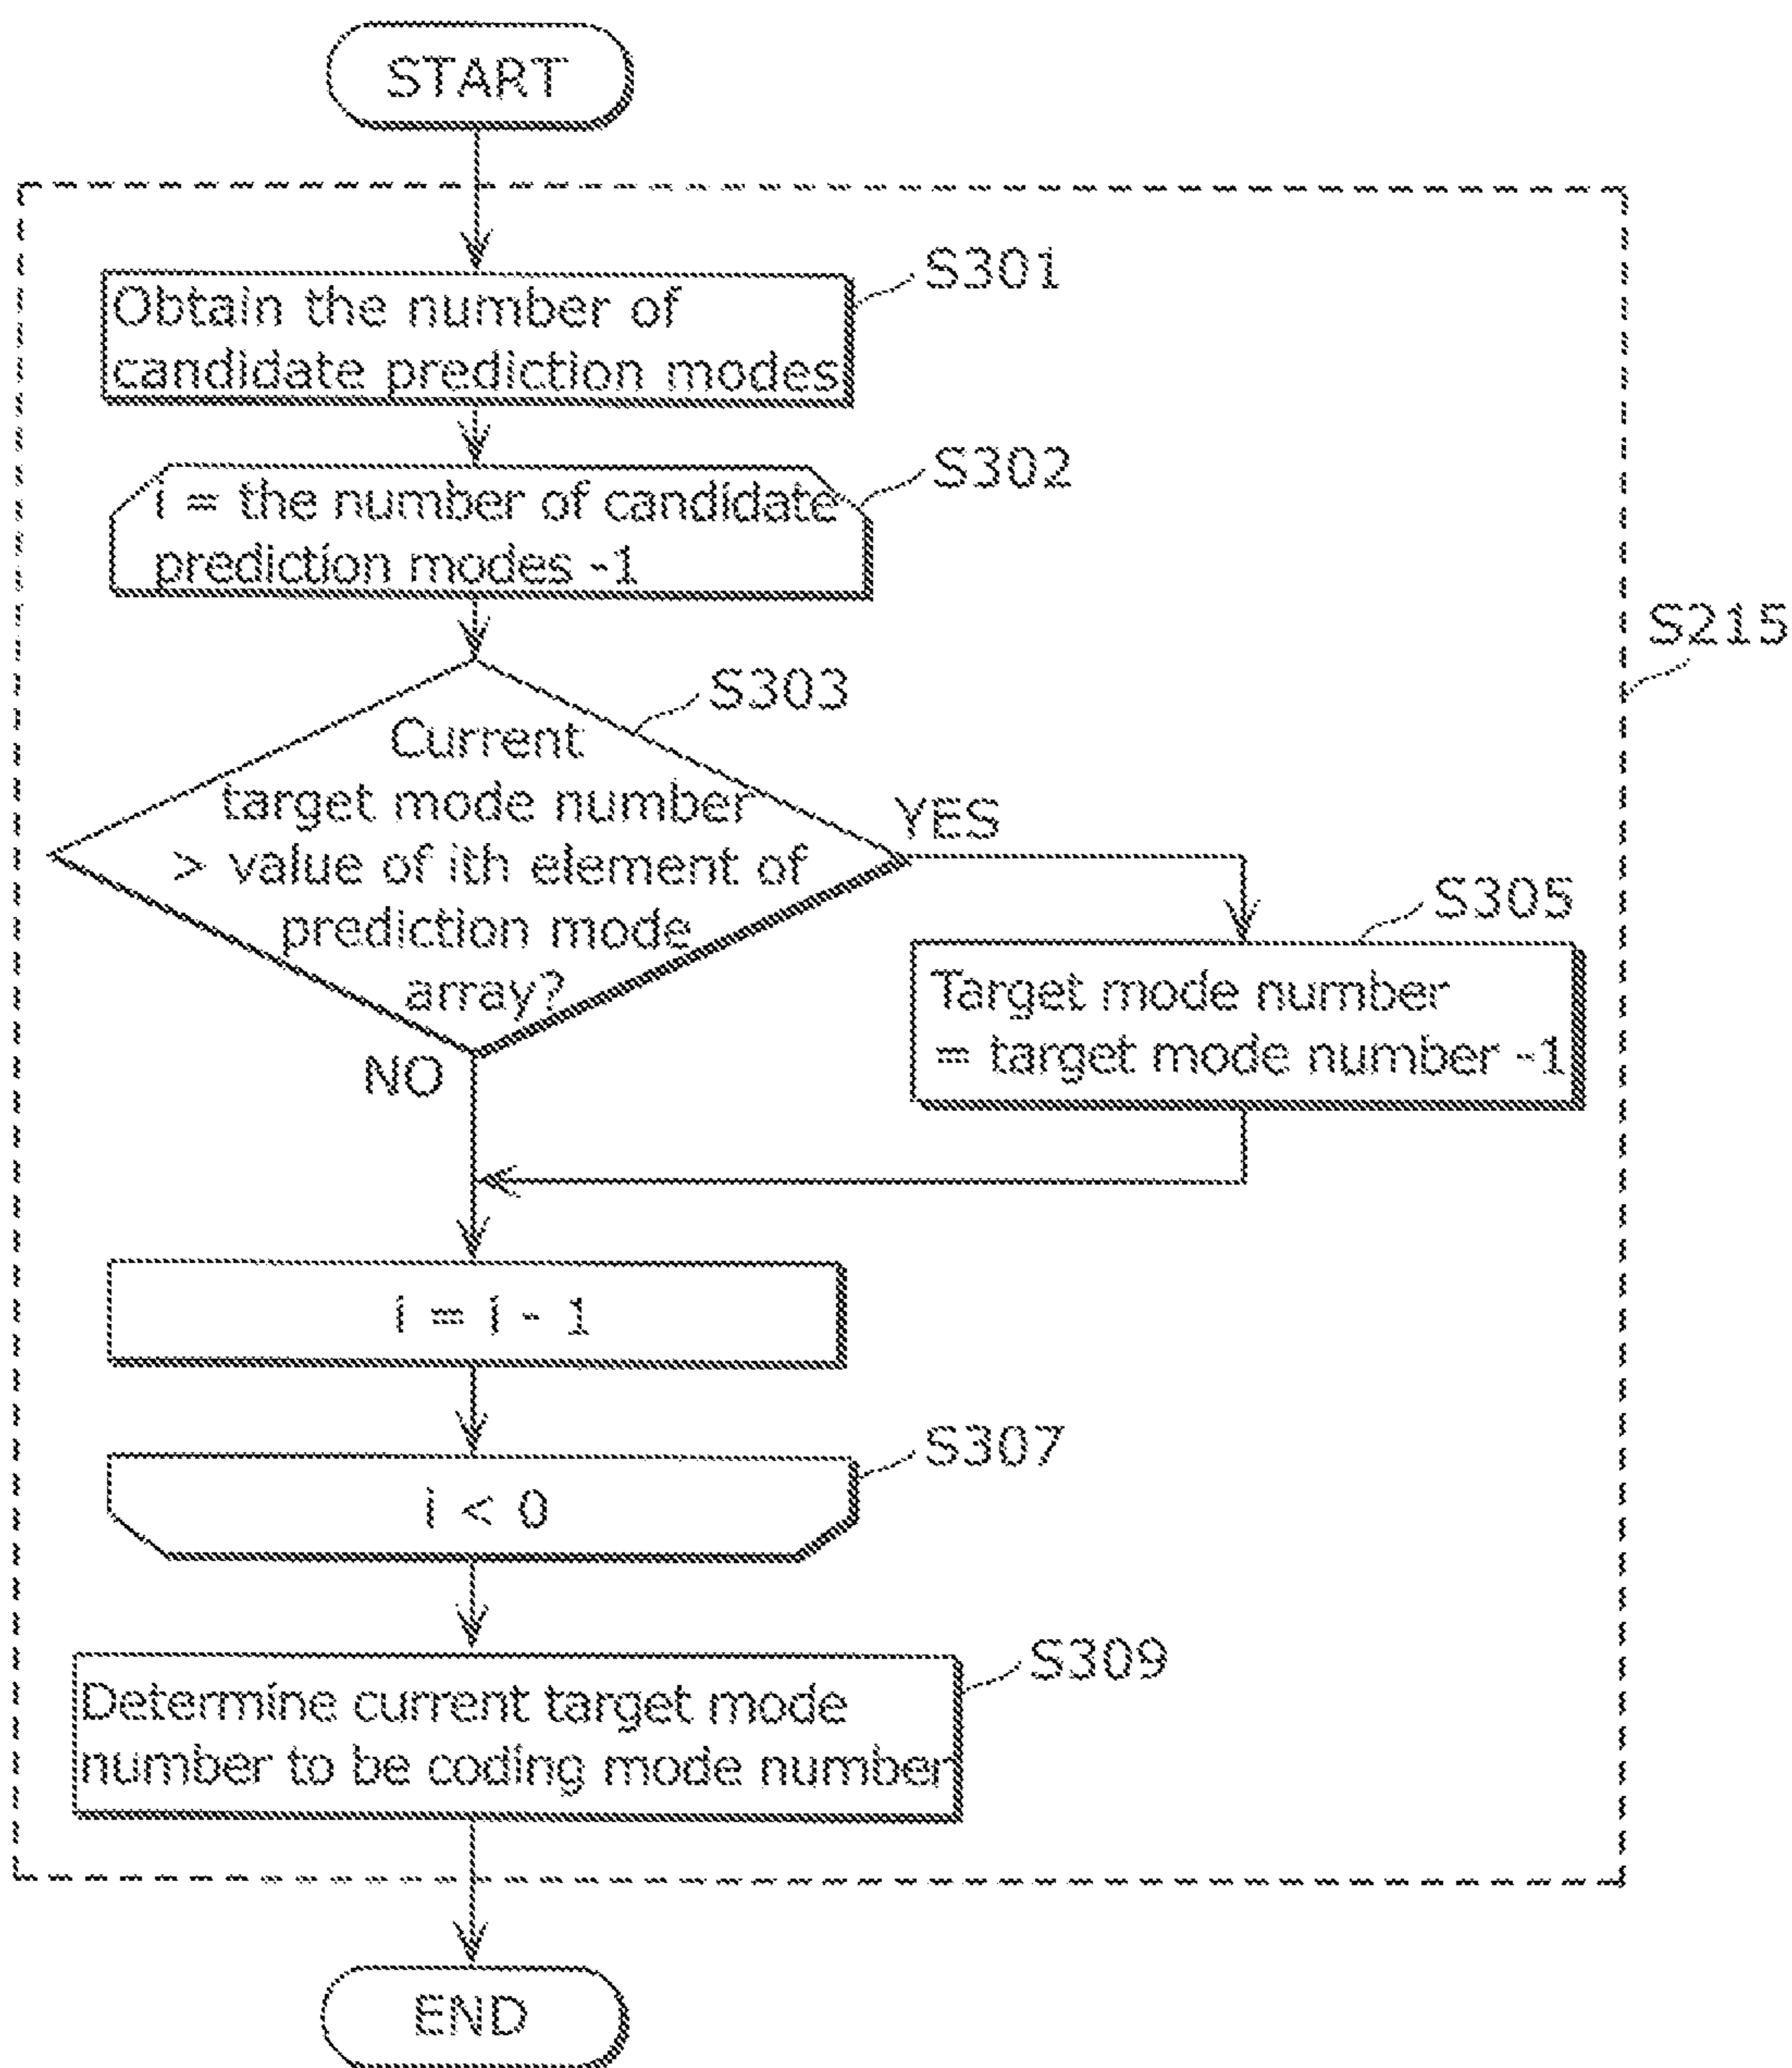 START
S301
Obtain the number of
candidate prediction modes
S302
i = the number of candidate
prediction modes -1
S215
S303
Current
target mode number
> value of ith element of
prediction mode
array?
YES
NO
S305
Target mode number
= target mode number -1
i = i - 1
S307
i < 0
S309
Determine current target mode
number to be coding mode number
END